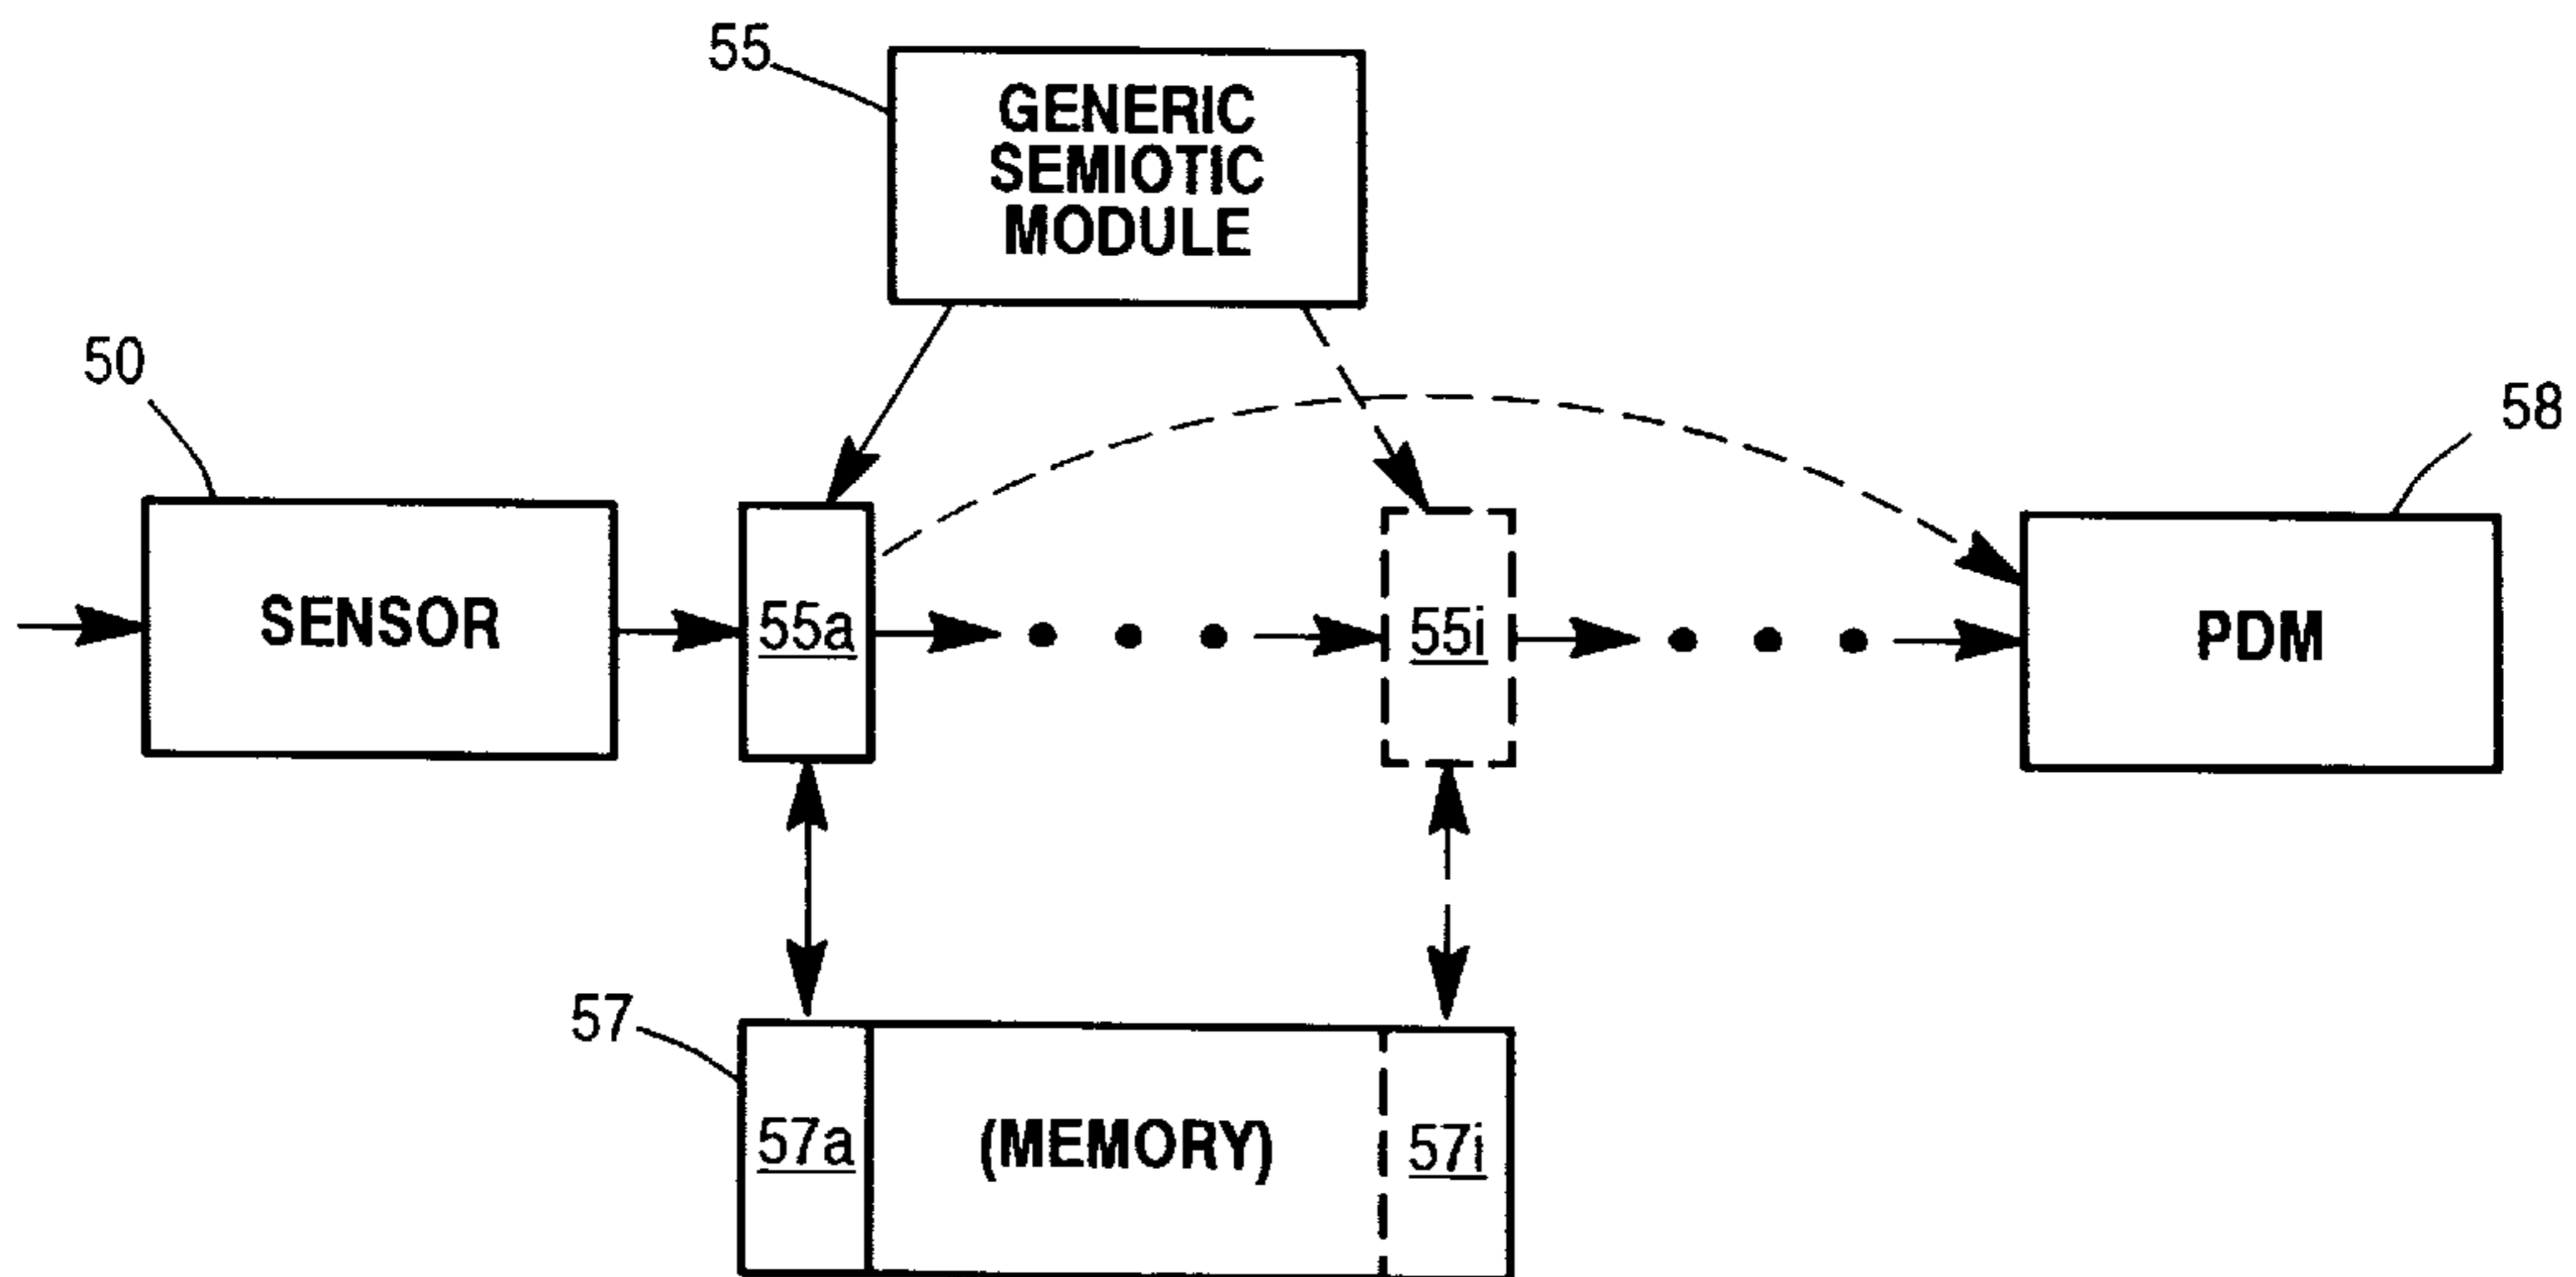 55
GENERIC
SEMIOTIC
MODULE
50
58
SENSOR
55a
55i
PDM
57
57a
(MEMORY)
57i